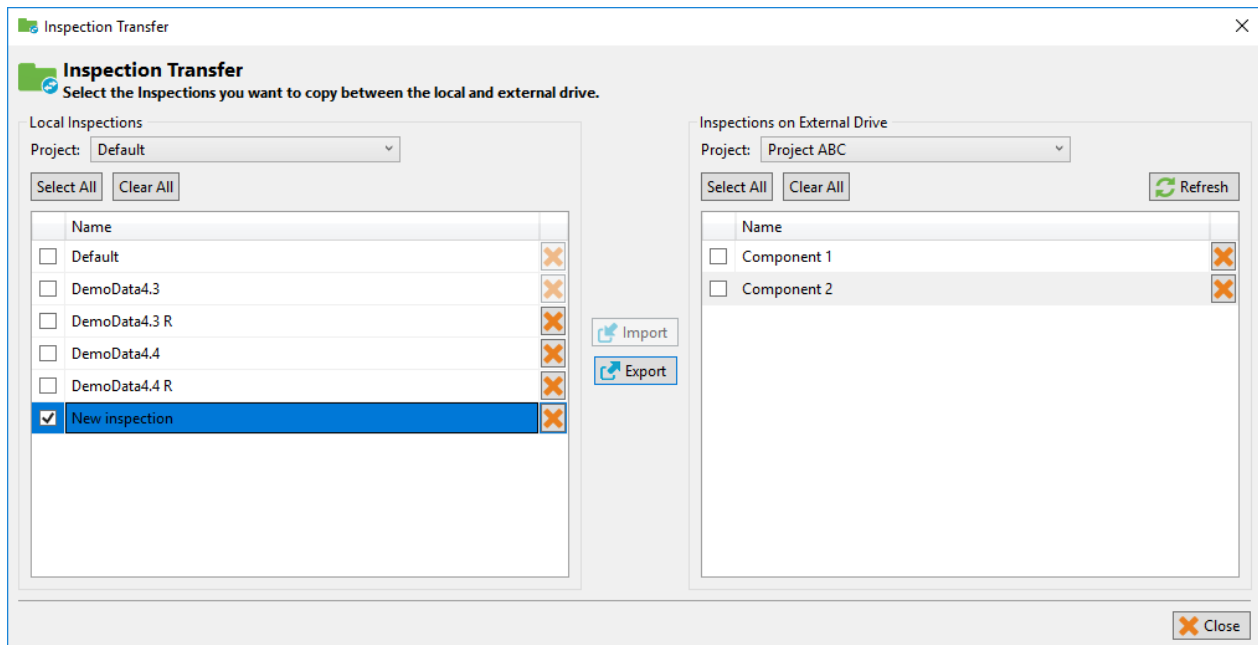 Inspection Transfer
Inspection Transfer
Select the Inspections you want to copy between the local and external drive.
Local Inspections
Project: Default
Select All Clear All
Name
Default
DemoData4.3
DemoData4.3 R
DemoData4.4
DemoData4.4 R
New inspection
Import
Export
Inspections on External Drive
Project: Project ABC
Select All Clear All Refresh
Name
Component 1
Component 2
Close